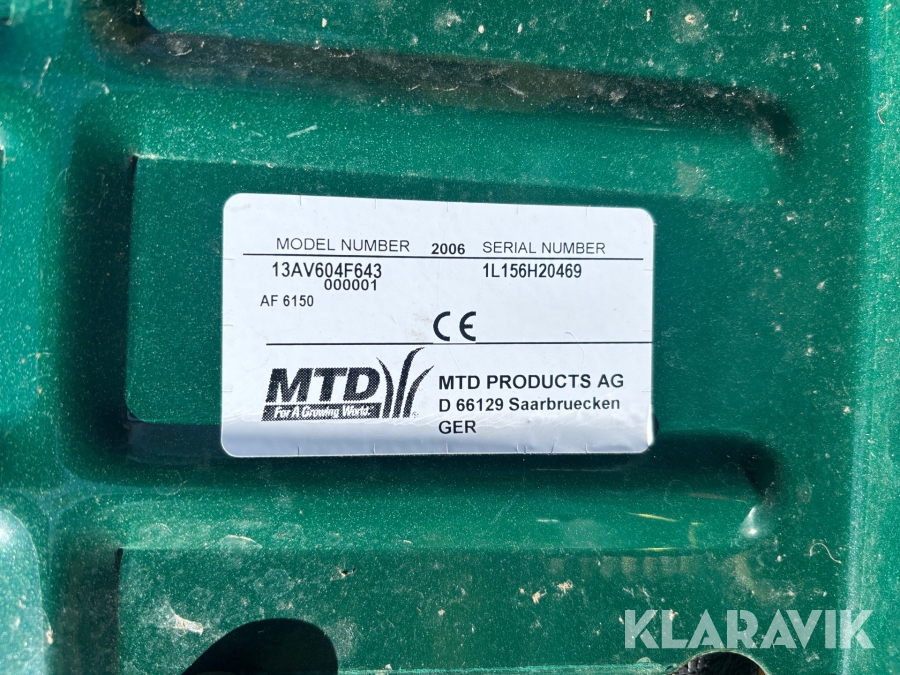 MODEL NUMBER 2006 SERIAL NUMBER
13AV604F643 1L156H20469
000001
AF 6150
CE
MTD
For A Growing World.
MTD PRODUCTS AG
D 66129 Saarbruecken
GER
KLARAVIK